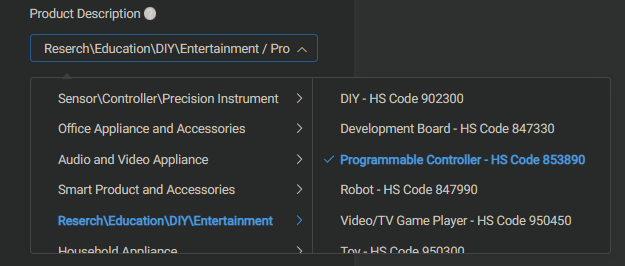 Product Description ?
Reserch\Education\DIY\Entertainment / Pro
Sensor\Controller\Precision Instrument
Office Appliance and Accessories
Audio and Video Appliance
Smart Product and Accessories
Reserch\Education\DIY\Entertainment
Household Appliance
DIY - HS Code 902300
Development Board - HS Code 847330
Programmable Controller - HS Code 853890
Robot - HS Code 847990
Video/TV Game Player - HS Code 950450
Toy - HS Code 950300